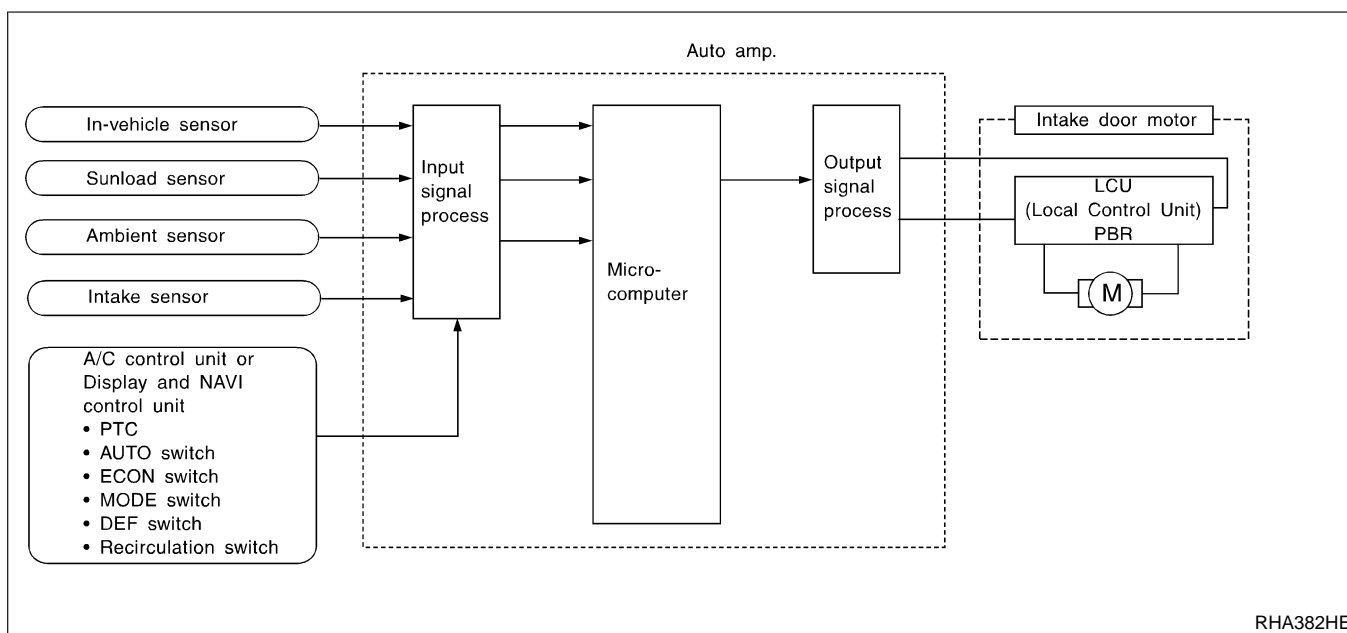 Auto amp.
In-vehicle sensor
Sunload sensor
Ambient sensor
Intake sensor
A/C control unit or
Display and NAVI
control unit
• PTC
• AUTO switch
• ECON switch
• MODE switch
• DEF switch
• Recirculation switch
Input
signal
process
Micro-
computer
Output
signal
process
Intake door motor
LCU
(Local Control Unit)
PBR
M
RHA382HE